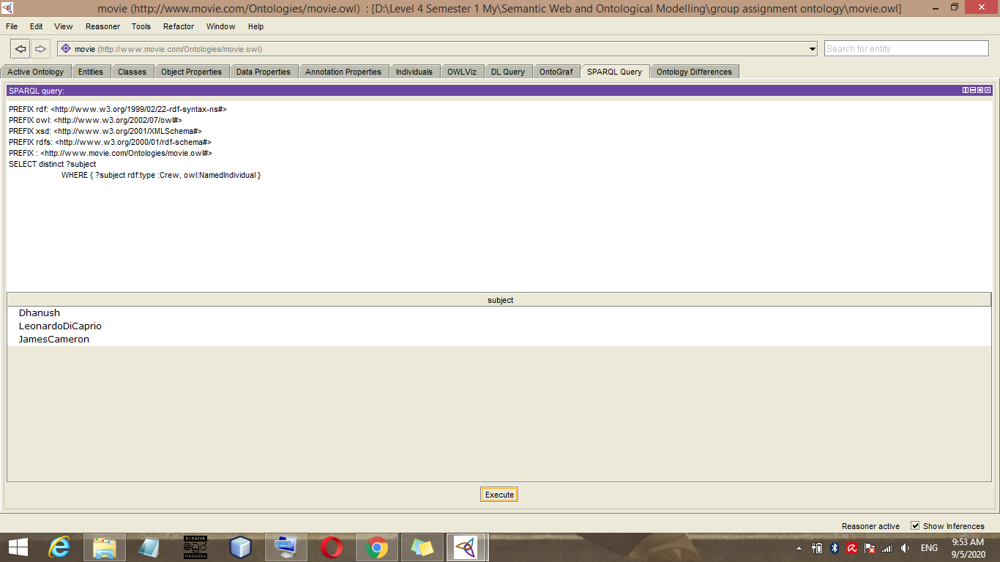 movie (http://www.movie.com/Ontologies/movie.owl) : [D:\Level 4 Semester 1 My\Semantic Web and Ontological Modelling\group assignment ontology\movie.owl]
File Edit View Reasoner Tools Refactor Window Help
movie (http://www.movie.com/Ontologies/movie.owl)
Search for entity
Active Ontology Entities Classes Object Properties Data Properties Annotation Properties Individuals OWLViz DL Query OntoGraf SPARQL Query Ontology Differences
SPARQL query:
PREFIX rdf: <http://www.w3.org/1999/02/22-rdf-syntax-ns#>
PREFIX owl: <http://www.w3.org/2002/07/owl#>
PREFIX xsd: <http://www.w3.org/2001/XMLSchema#>
PREFIX rdfs: <http://www.w3.org/2000/01/rdf-schema#>
PREFIX : <http://www.movie.com/Ontologies/movie.owl#>
SELECT distinct ?subject
WHERE { ?subject rdf:type :Crew, owl:NamedIndividual }
subject
Dhanush
LeonardoDiCaprio
JamesCameron
Execute
Reasoner active Show Inferences
DJ RAZOR
මධුර
MADHURA
ENG
9:53 AM
9/5/2020